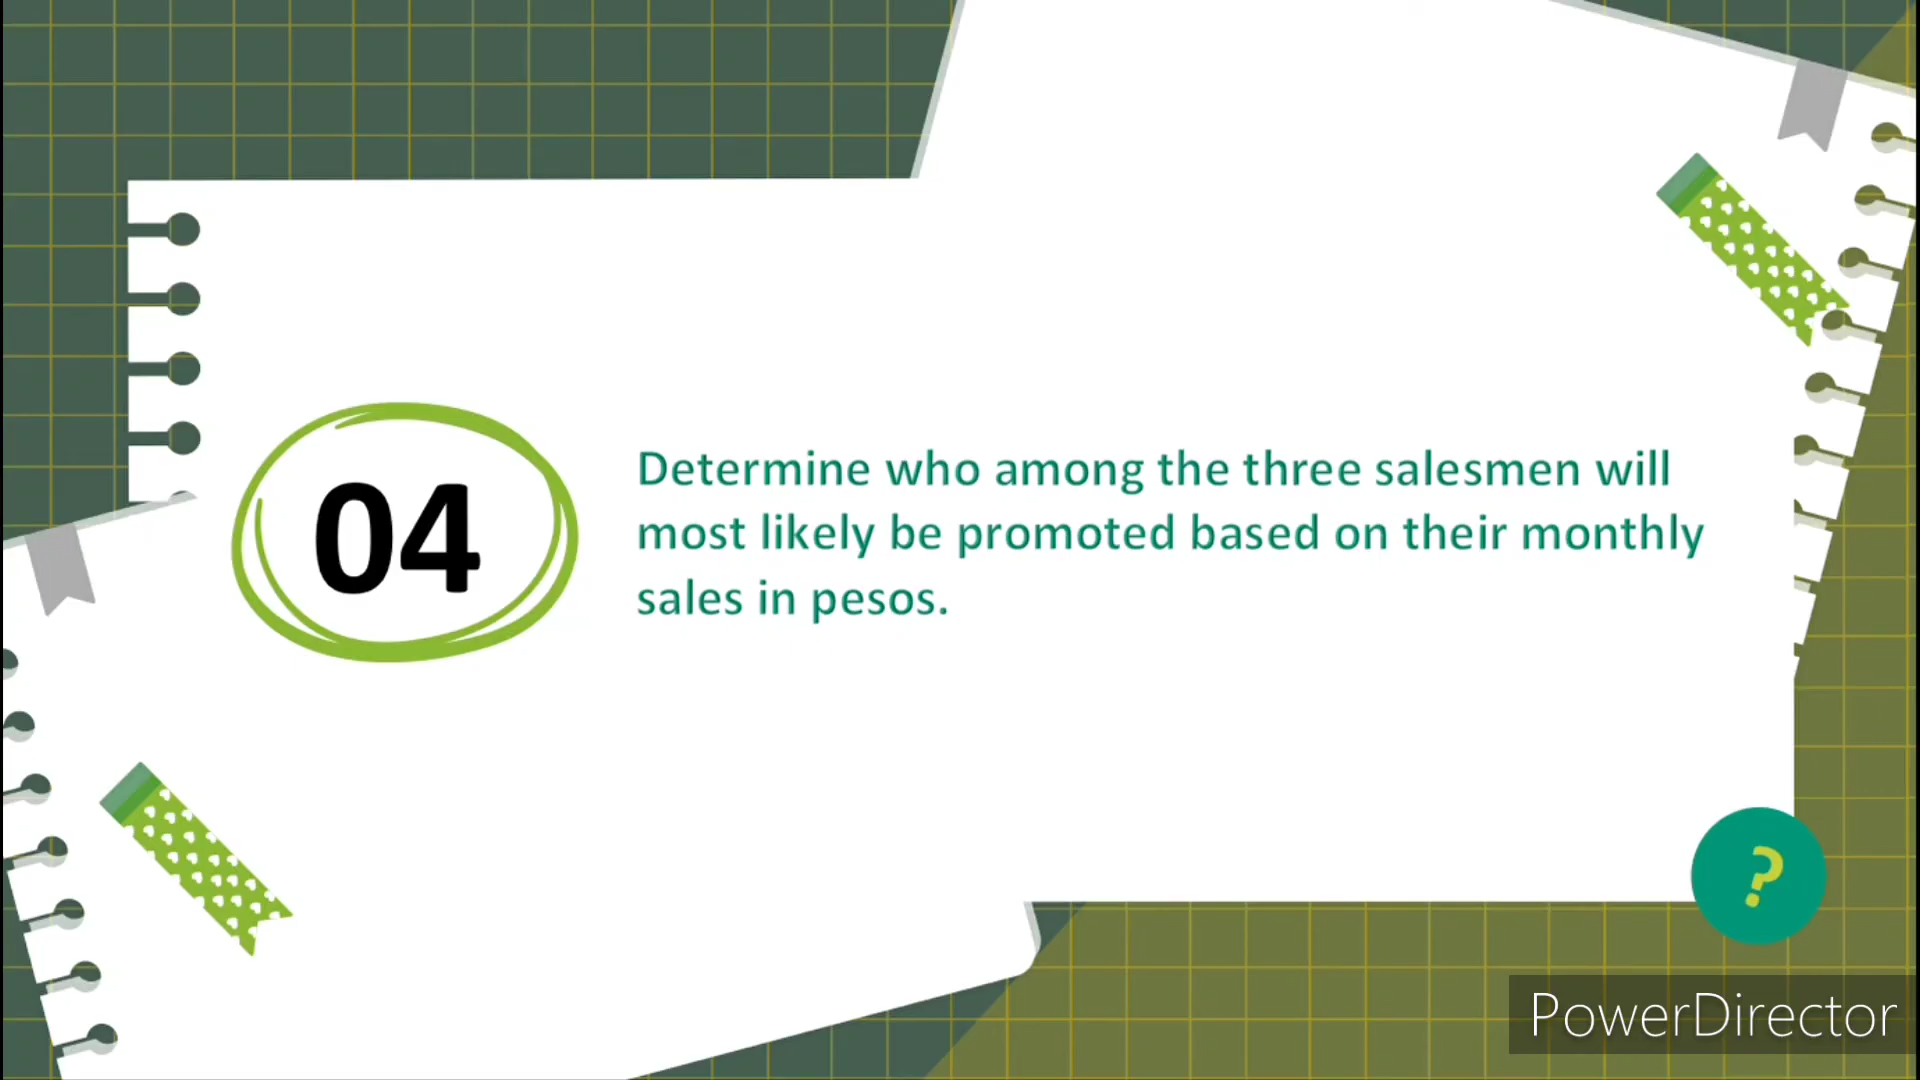 04
Determine who among the three salesmen will
most likely be promoted based on their monthly
sales in pesos.
?
PowerDirector